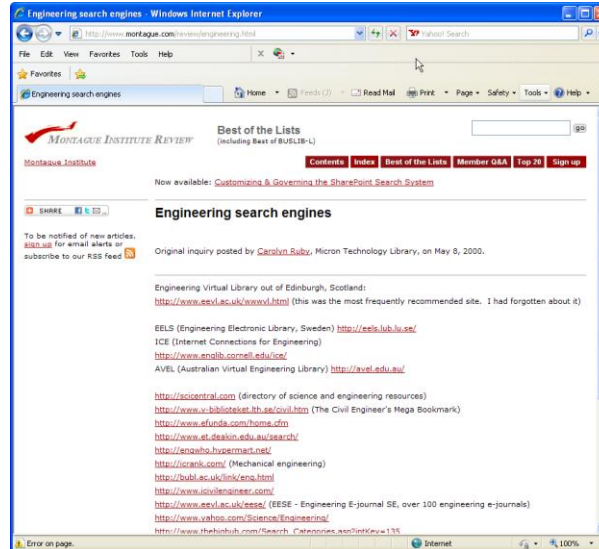 Engineering search engines - Windows Internet Explorer
http://www.montague.com/review/engineering.html
Yahoo! Search
File Edit View Favorites Tools Help
Favorites
Engineering search engines
Home Feeds (J) Read Mail Print Page Safety Tools Help
MONTAGUE INSTITUTE REVIEW
Best of the Lists
(including Best of BUSLIB-L)
go
Montague Institute
Contents Index Best of the Lists Member Q&A Top 20 Sign up
Now available: Customizing & Governing the SharePoint Search System
SHARE
Engineering search engines
To be notified of new articles,
sign up for email alerts or
subscribe to our RSS feed
Original inquiry posted by Carolyn Ruby, Micron Technology Library, on May 8, 2000.
Engineering Virtual Library out of Edinburgh, Scotland:
http://www.eevl.ac.uk/wwwvl.html (this was the most frequently recommended site. I had forgotten about it)
EELS (Engineering Electronic Library, Sweden) http://eels.lub.lu.se/
ICE (Internet Connections for Engineering)
http://www.englib.cornell.edu/ice/
AVEL (Australian Virtual Engineering Library) http://avel.edu.au/
http://scicentral.com (directory of science and engineering resources)
http://www.v-biblioteket.lth.se/civil.htm (The Civil Engineer's Mega Bookmark)
http://www.efunda.com/home.cfm
http://www.et.deakin.edu.au/search/
http://engwho.hypermart.net/
http://icrank.com/ (Mechanical engineering)
http://bubl.ac.uk/link/eng.html
http://www.icivilengineer.com/
http://www.eevl.ac.uk/eese/ (EESE - Engineering E-journal SE, over 100 engineering e-journals)
http://www.yahoo.com/Science/Engineering/
http://www.thebighub.com/Search_Categories.asp?intKey=135
Error on page.
Internet
100%